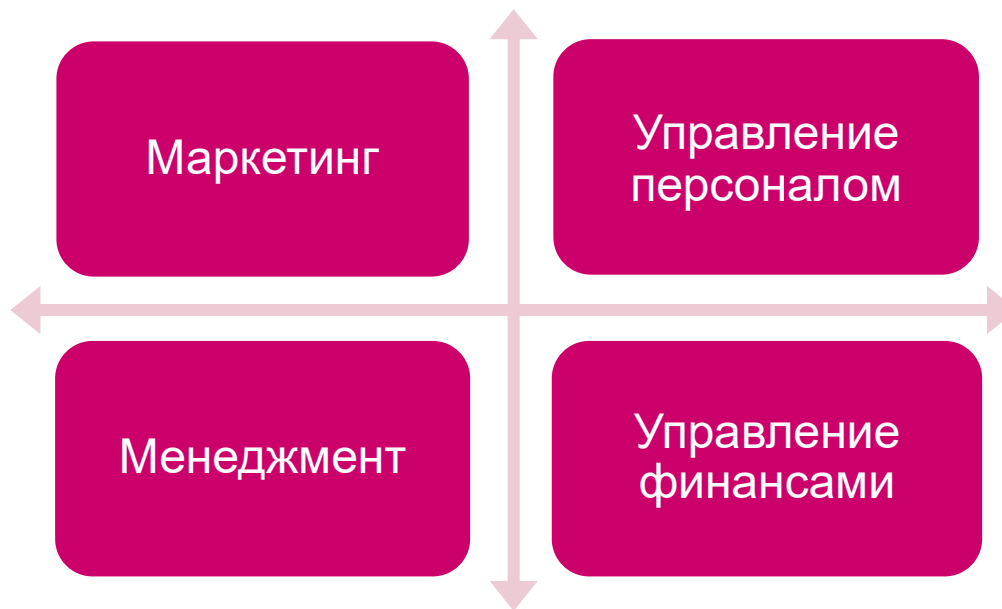 Маркетинг
Управление
персоналом
Менеджмент
Управление
финансами